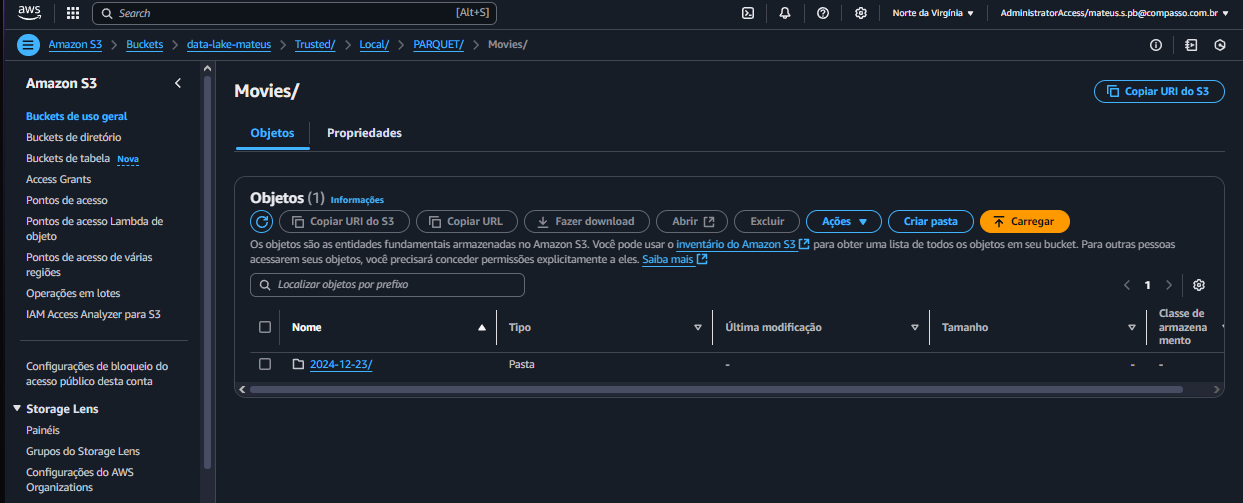 aws
Search [Alt+S]
Norte da Virgínia
AdministratorAccess/mateus.s.pb@compasso.com.br
Amazon S3 > Buckets > data-lake-mateus > Trusted/ > Local/ > PARQUET/ > Movies/
Amazon S3
Buckets de uso geral
Buckets de diretório
Buckets de tabela Nova
Access Grants
Pontos de acesso
Pontos de acesso Lambda de
objeto
Pontos de acesso de várias
regiões
Operações em lotes
IAM Access Analyzer para S3
Configurações de bloqueio do
acesso público desta conta
Storage Lens
Painéis
Grupos do Storage Lens
Configurações do AWS
Organizations
Movies/
Copiar URI do S3
Objetos Propriedades
Objetos (1) Informações
Copiar URI do S3 Copiar URL Fazer download Abrir Excluir Ações Criar pasta Carregar
Os objetos são as entidades fundamentais armazenadas no Amazon S3. Você pode usar o inventário do Amazon S3 para obter uma lista de todos os objetos em seu bucket. Para outras pessoas
acessarem seus objetos, você precisará conceder permissões explicitamente a eles. Saiba mais
Localizar objetos por prefixo
1
Nome Tipo Última modificação Tamanho Classe de
armazena
mento
2024-12-23/ Pasta - - -